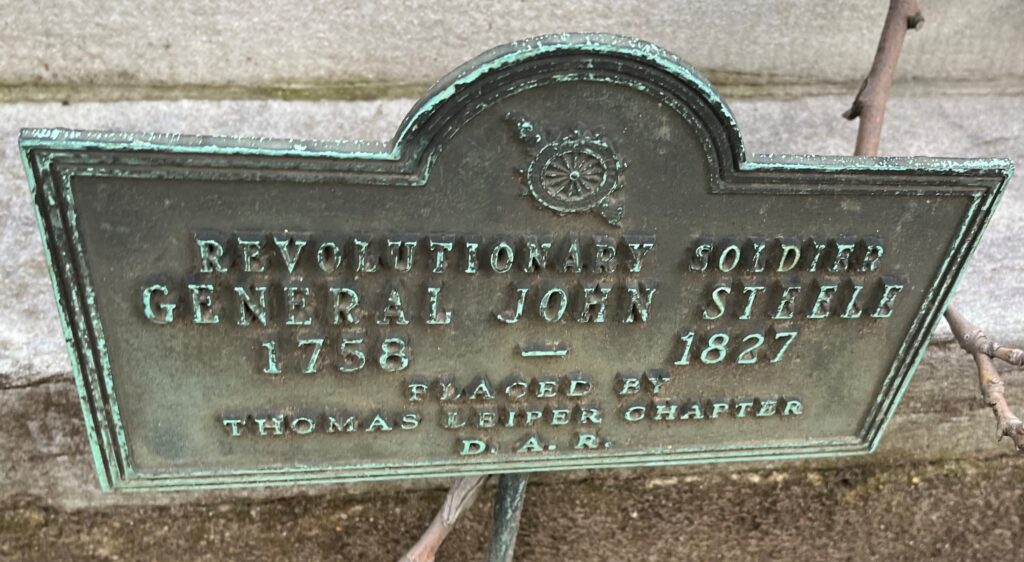 REVOLUTIONARY SOLDIER
GENERAL JOHN STEELE
1758 — 1827
PLACED BY
THOMAS LEIPER CHAPTER
D. A. R.